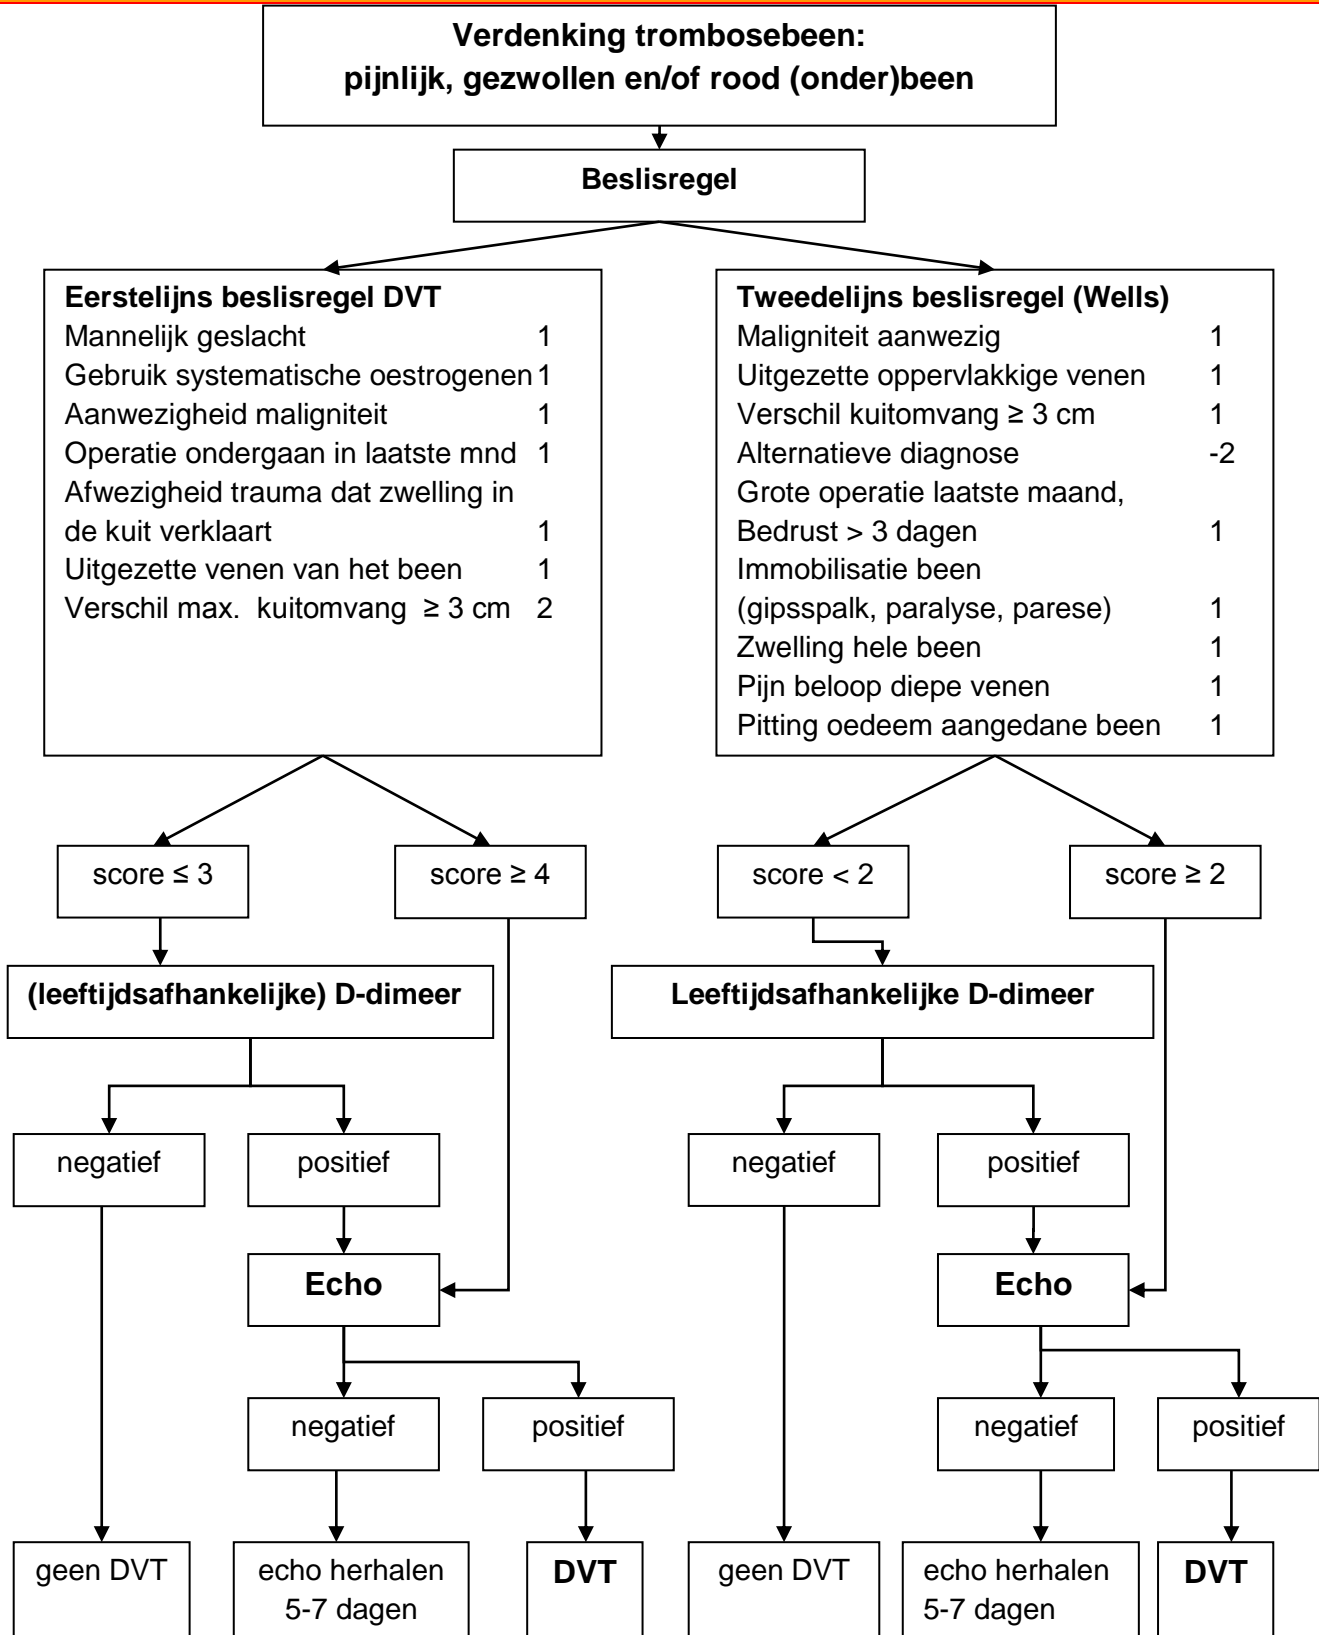 Verdenking trombosebeen:
pijnlijk, gezwollen en/of rood (onder)been
Beslisregel
Eerstelijns beslisregel DVT
Mannelijk geslacht 1
Gebruik systematische oestrogenen 1
Aanwezigheid maligniteit 1
Operatie ondergaan in laatste mnd 1
Afwezigheid trauma dat zwelling in
de kuit verklaart 1
Uitgezette venen van het been 1
Verschil max. kuitomvang ≥ 3 cm 2
Tweedelijns beslisregel (Wells)
Maligniteit aanwezig 1
Uitgezette oppervlakkige venen 1
Verschil kuitomvang ≥ 3 cm 1
Alternatieve diagnose -2
Grote operatie laatste maand,
Bedrust > 3 dagen 1
Immobilisatie been
(gipsspalk, paralyse, parese) 1
Zwelling hele been 1
Pijn beloop diepe venen 1
Pitting oedeem aangedane been 1
score ≤ 3
score ≥ 4
score < 2
score ≥ 2
(leeftijdsafhankelijke) D-dimeer
Leeftijdsafhankelijke D-dimeer
negatief
positief
negatief
positief
Echo
Echo
negatief
positief
negatief
positief
geen DVT
echo herhalen
5-7 dagen
DVT
geen DVT
echo herhalen
5-7 dagen
DVT